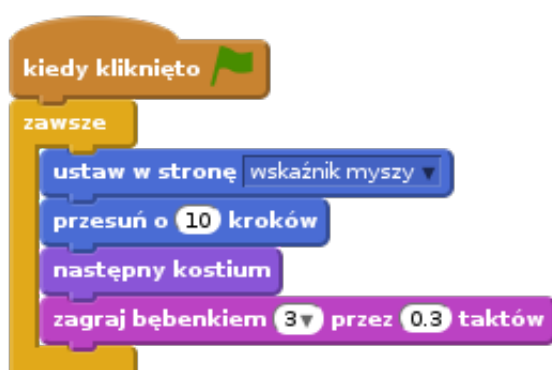 kiedy kliknięto
zawsze
ustaw w stronę wskaźnik myszy
przesuń o 10 kroków
następny kostium
zagraj bębenkiem 3 przez 0.3 taktów